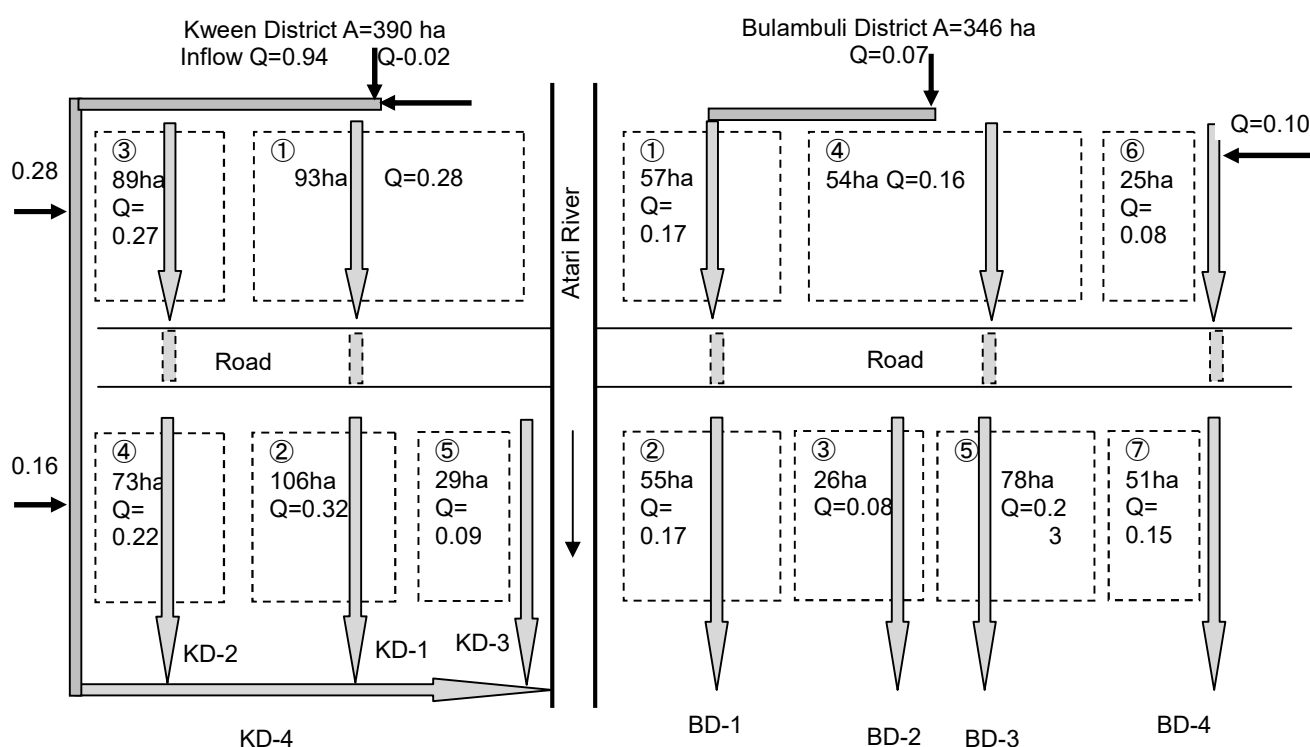 Kween District A=390 ha
Inflow Q=0.94 Q-0.02
Bulambuli District A=346 ha
Q=0.07
③
89ha
Q=
0.27
①
93ha Q=0.28
0.28
Atari River
①
57ha
Q=
0.17
④
54ha Q=0.16
⑥
25ha
Q=
0.08
Q=0.10
Road
Road
0.16
④
73ha
Q=
0.22
②
106ha
Q=0.32
⑤
29ha
Q=
0.09
②
55ha
Q=
0.17
③
26ha
Q=0.08
⑤
78ha
Q=0.2
3
⑦
51ha
Q=
0.15
KD-2
KD-1
KD-3
KD-4
BD-1
BD-2
BD-3
BD-4